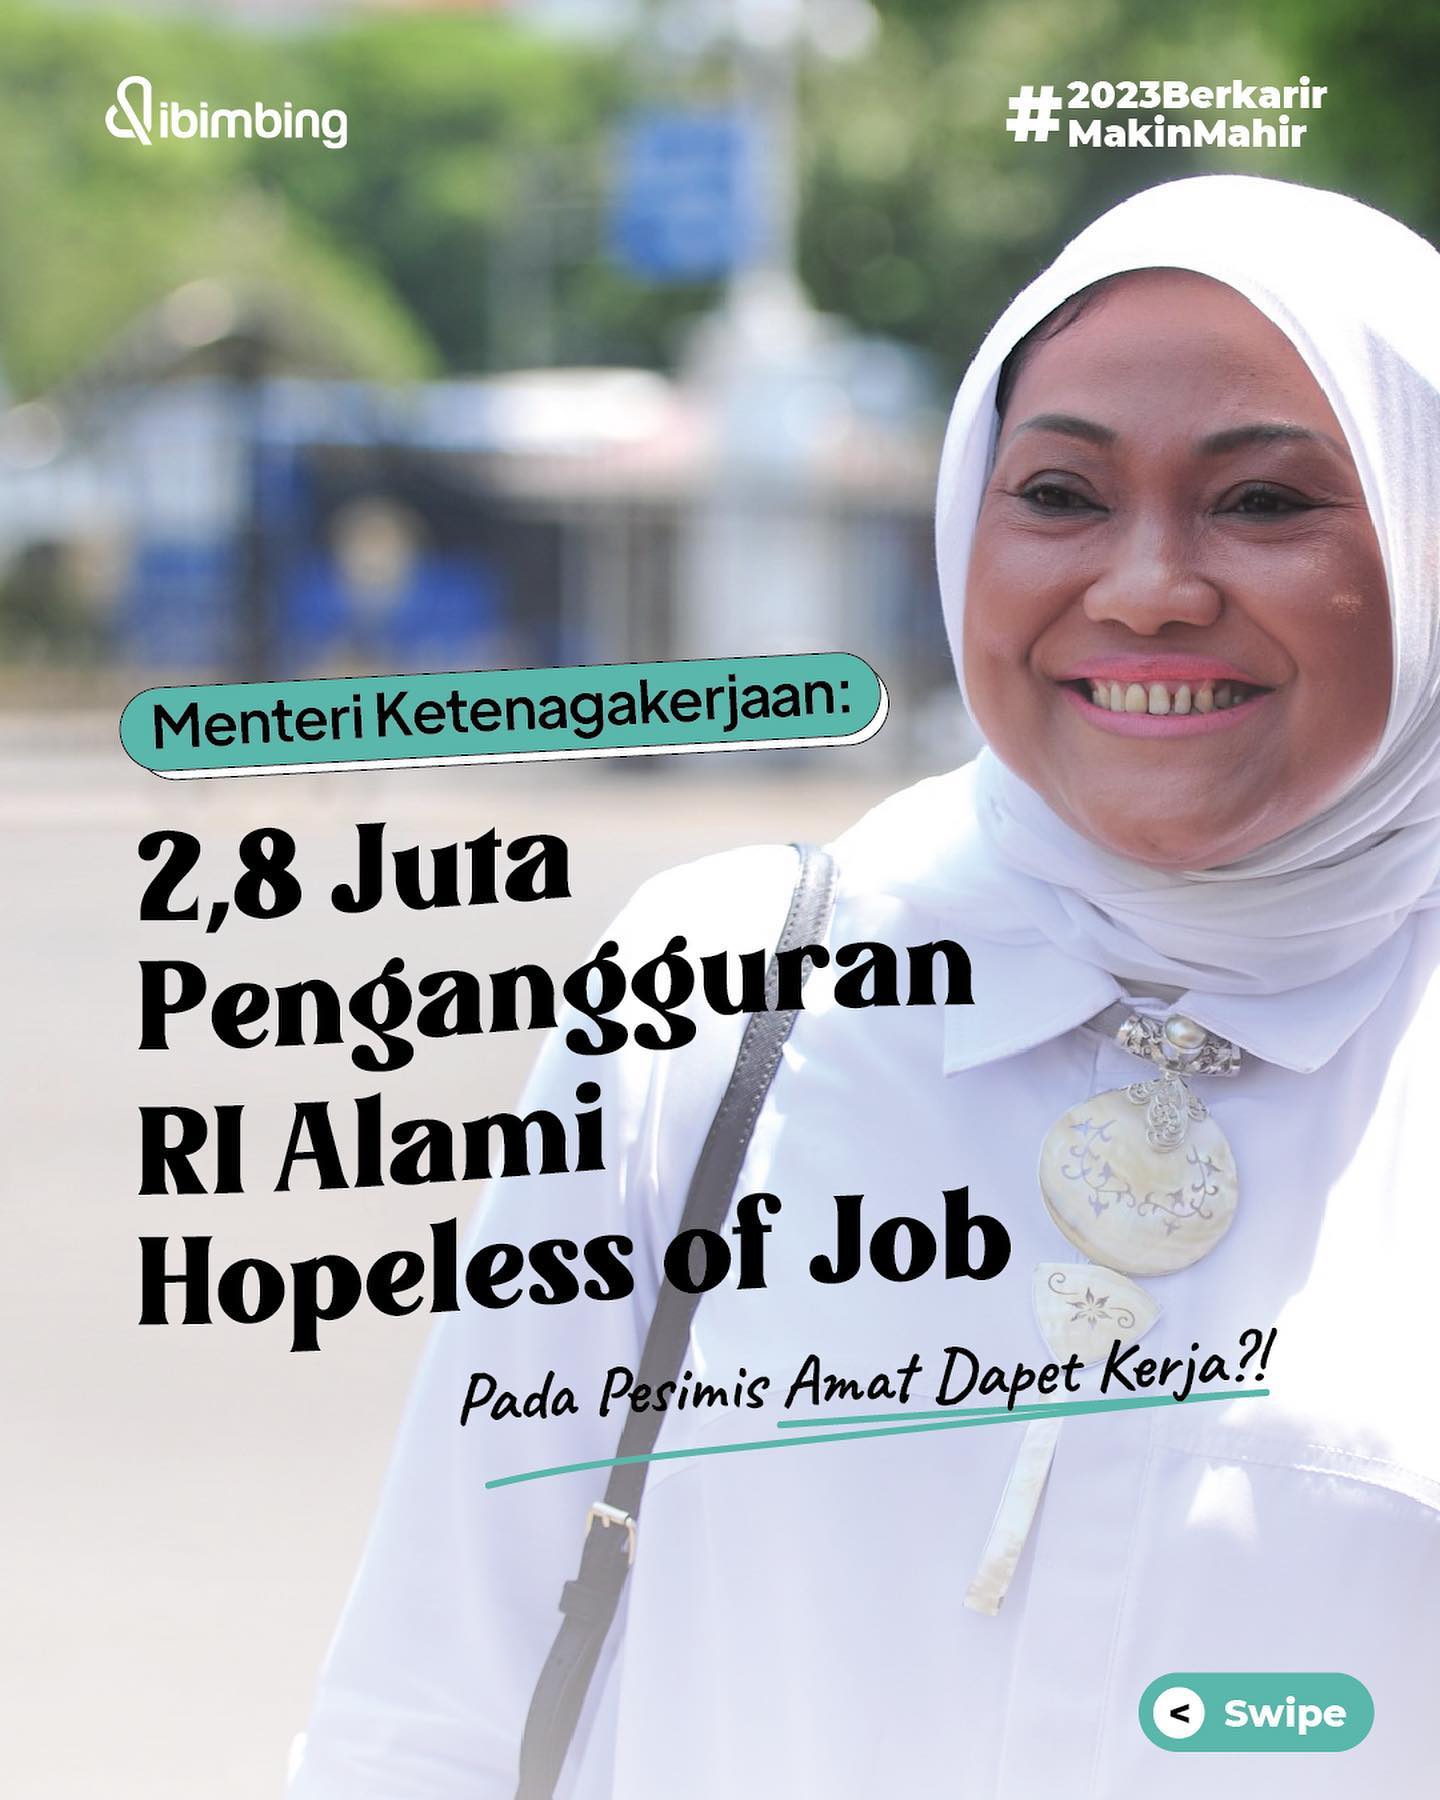 ibimbing
#2023Berkarir
MakinMahir
Menteri Ketenagakerjaan:
2,8 Juta
Pengangguran
RI Alami
Hopeless of Job
Pada Pesimis Amat Dapet Kerja?!
< Swipe